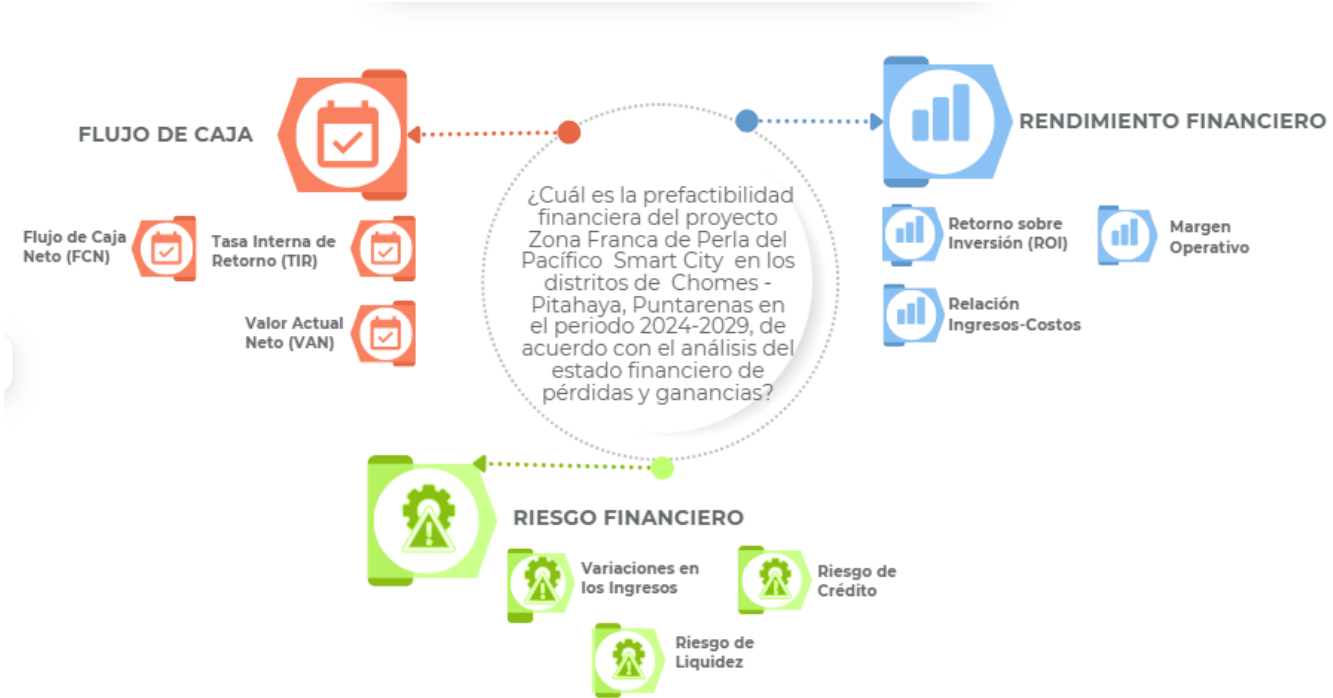 FLUJO DE CAJA
Flujo de Caja
Neto (FCN)
Tasa Interna de
Retorno (TIR)
Valor Actual
Neto (VAN)
¿Cuál es la prefactibilidad
financiera del proyecto
Zona Franca de Perla del
Pacífico Smart City en los
distritos de Chomes -
Pitahaya, Puntarenas en
el periodo 2024-2029, de
acuerdo con el análisis del
estado financiero de
pérdidas y ganancias?
RENDIMIENTO FINANCIERO
Retorno sobre
Inversión (ROI)
Margen
Operativo
Relación
Ingresos-Costos
RIESGO FINANCIERO
Variaciones en
los Ingresos
Riesgo de
Crédito
Riesgo de
Liquidez